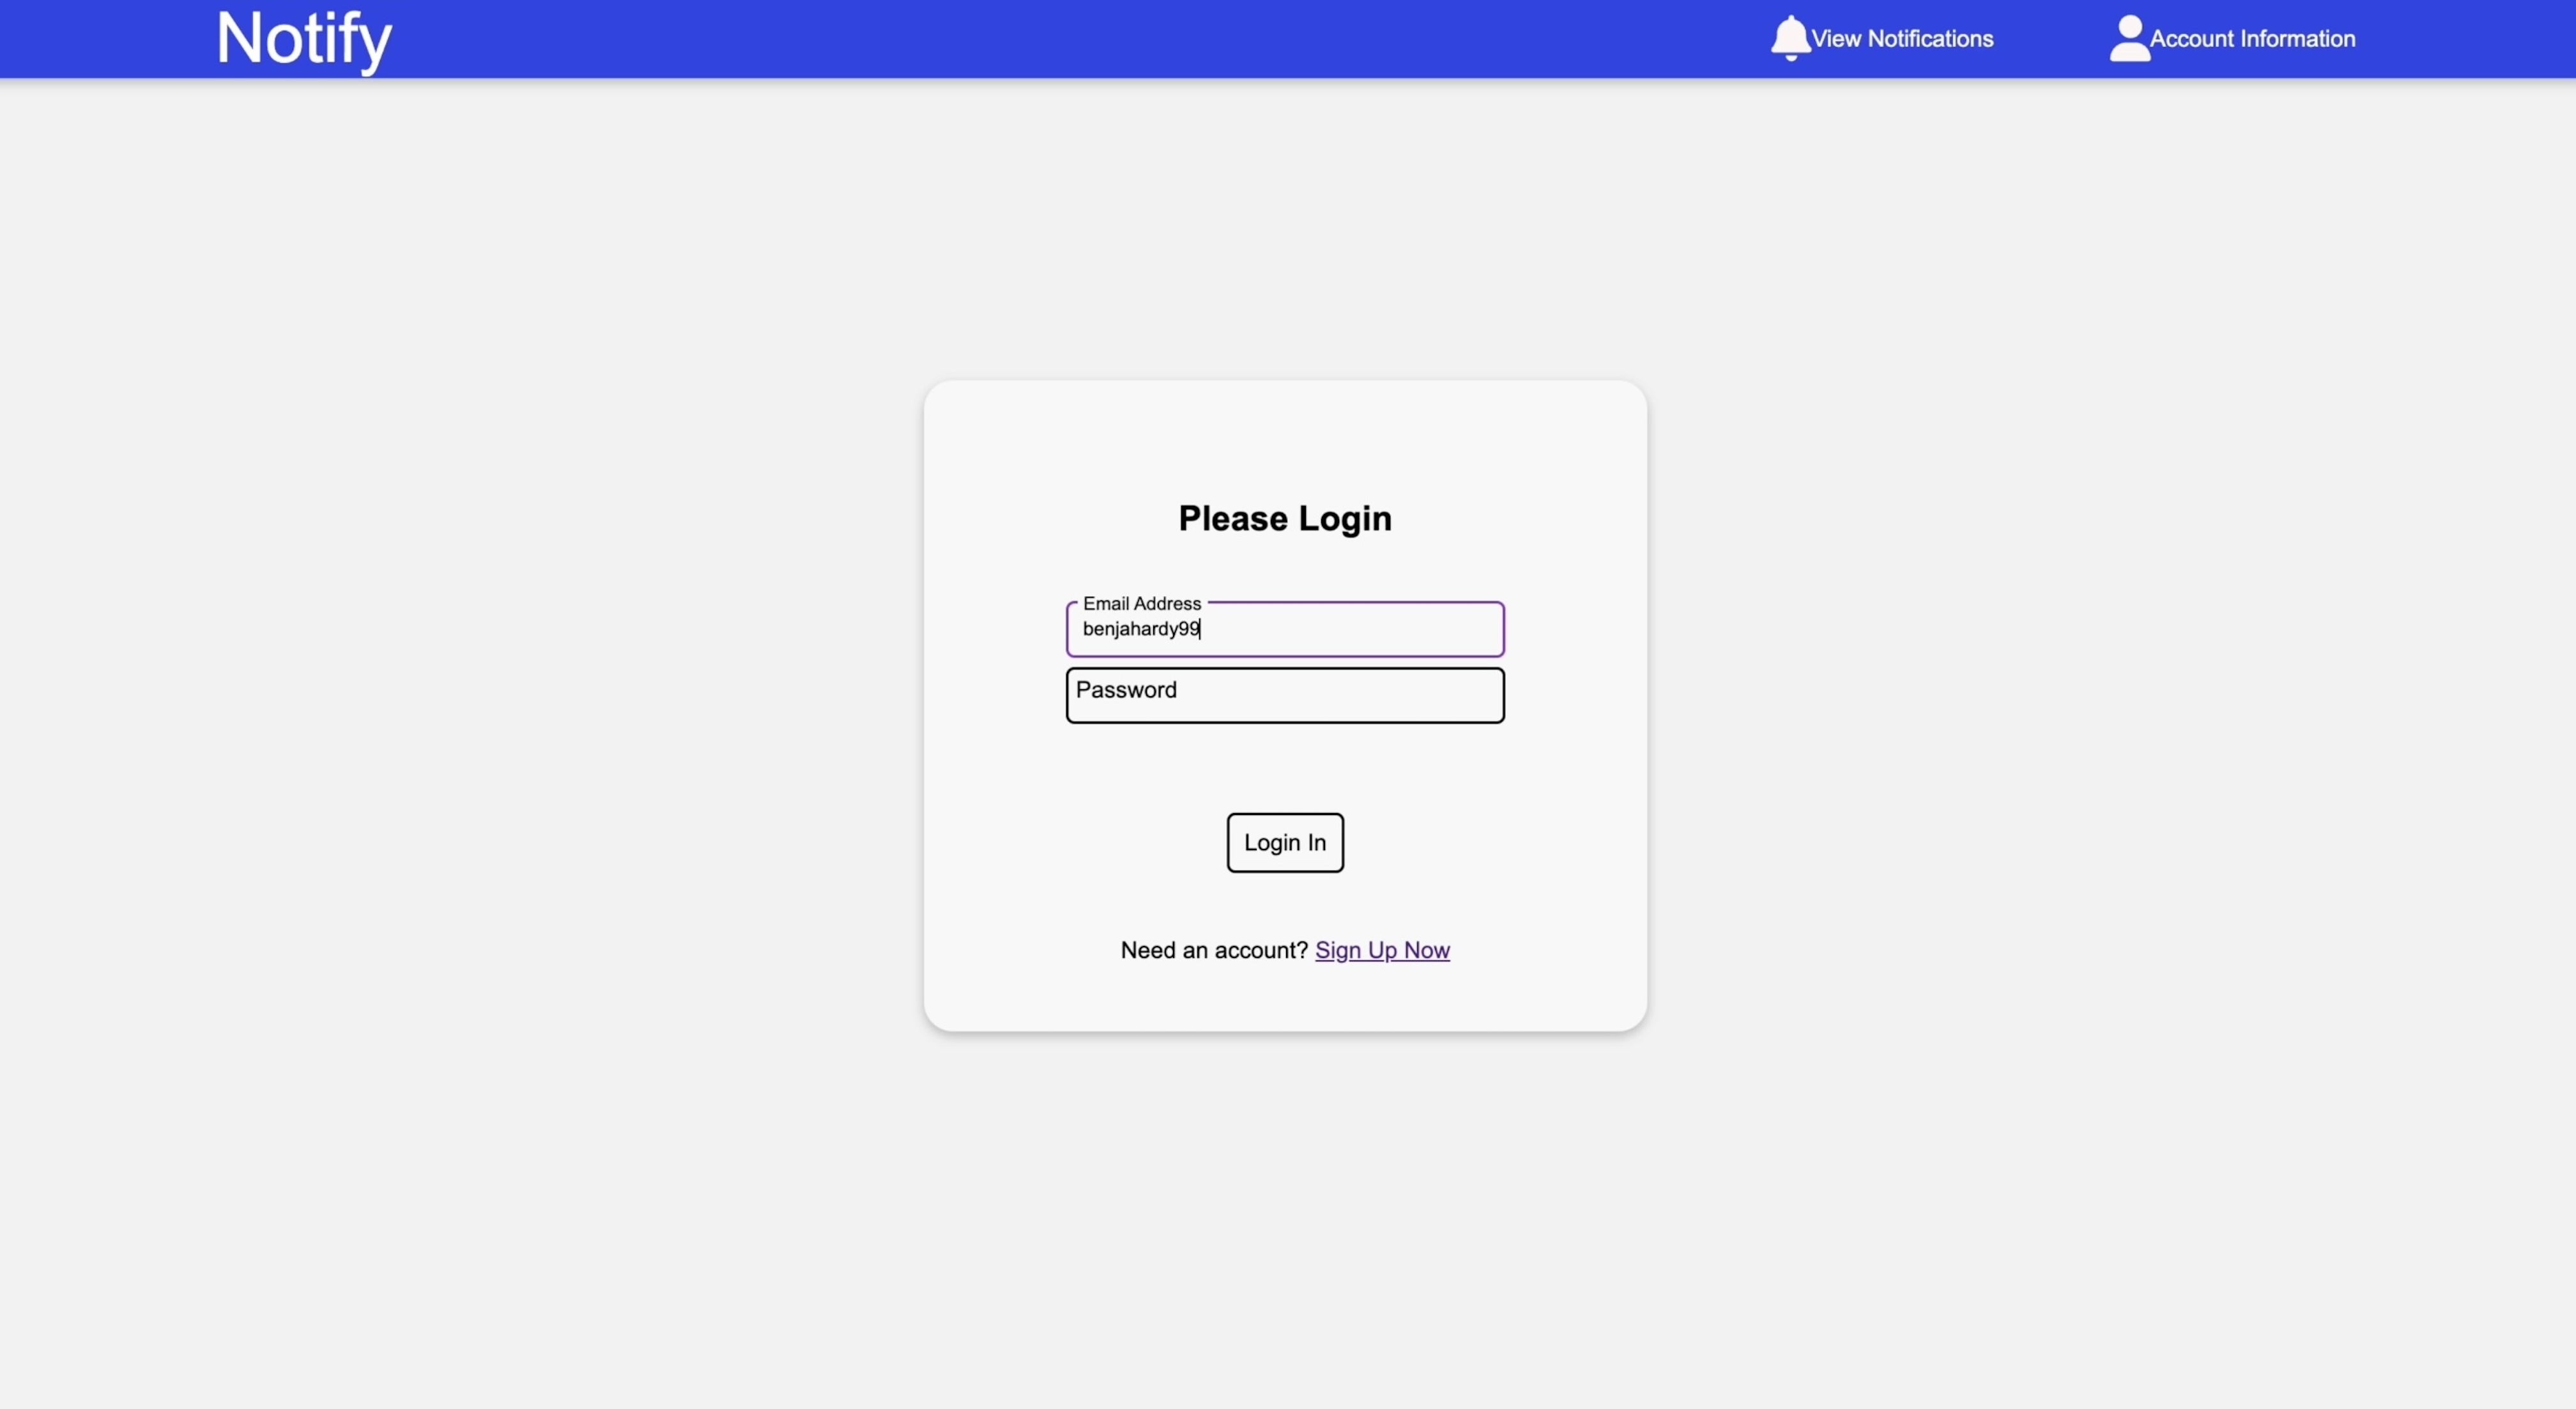 Notify
View Notifications
Account Information
Please Login
Email Address
benjahardy99
Password
Login In
Need an account? Sign Up Now